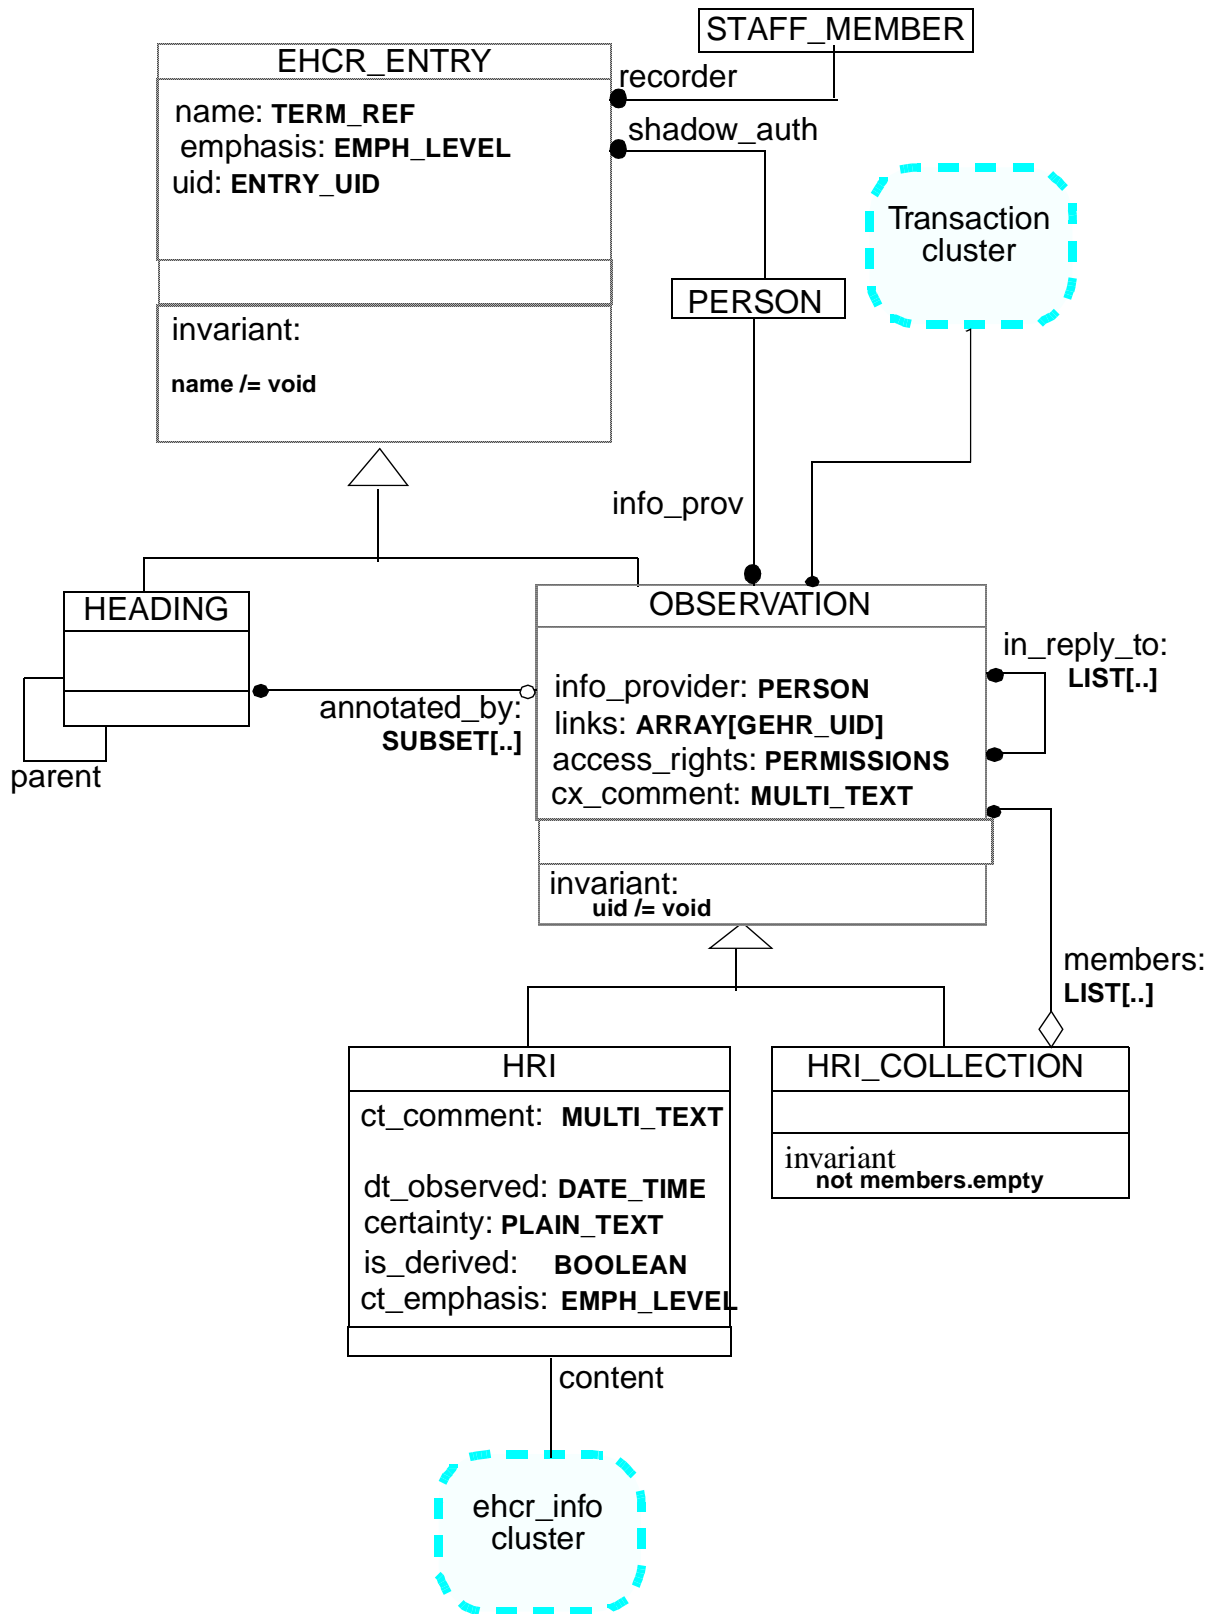 STAFF_MEMBER
EHCR_ENTRY
recorder
name: TERM_REF
shadow_auth
emphasis: EMPH_LEVEL
uid: ENTRY_UID
Transaction
cluster
PERSON
invariant:
name /= void
info_prov
HEADING
OBSERVATION
in_reply_to:
LIST[..]
info_provider: PERSON
annotated_by:
SUBSET[..]
links: ARRAY[GEHR_UID]
access_rights: PERMISSIONS
parent
cx_comment: MULTI_TEXT
invariant:
uid /= void
members:
LIST[..]
HRI
HRI_COLLECTION
ct_comment: MULTI_TEXT
invariant
not members.empty
dt_observed: DATE_TIME
certainty: PLAIN_TEXT
is_derived: BOOLEAN
ct_emphasis: EMPH_LEVEL
content
ehcr_info
cluster